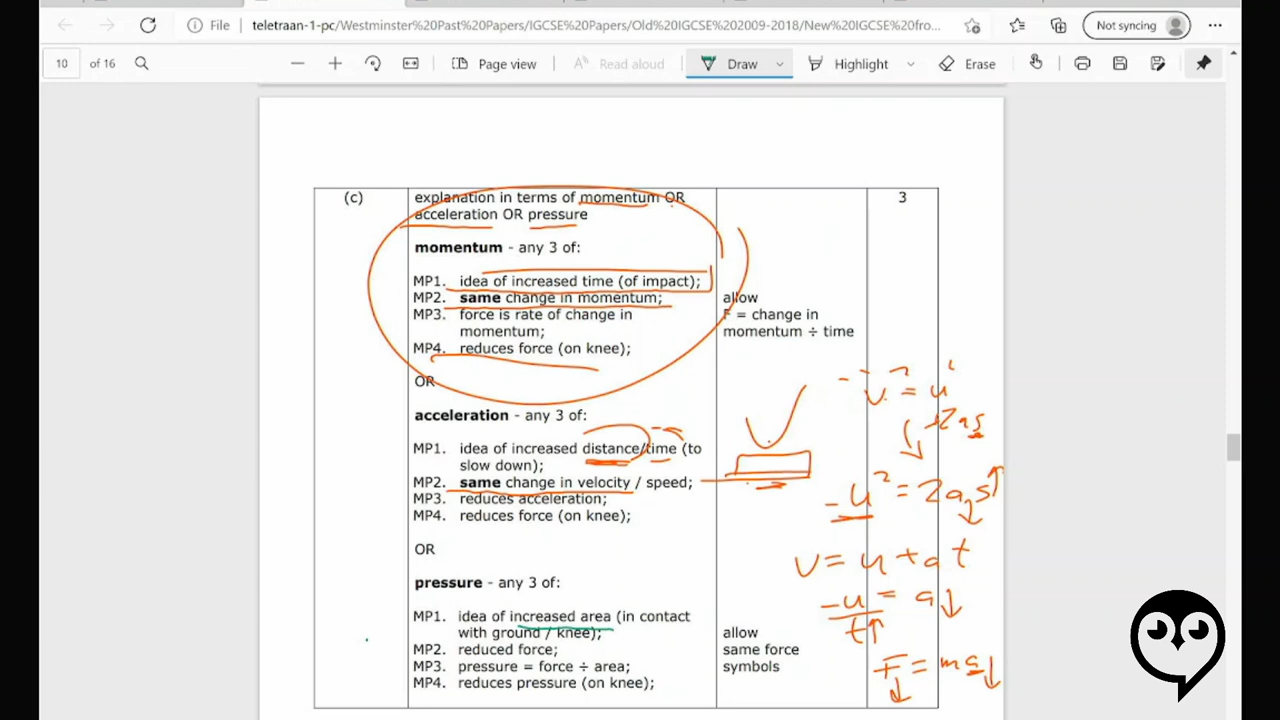 File
teletraan-1-pc/Westminster%20Past%20Papers/IGCSE%20Papers/Old%20IGCSE%202009-2018/New%20IGCSE%20fro...
Not syncing
10 of 16
Page view
Read aloud
Draw
Highlight
Erase
(c)
explanation in terms of momentum OR
acceleration OR pressure
3
momentum - any 3 of:
MP1. idea of increased time (of impact);
MP2. same change in momentum;
MP3. force is rate of change in
momentum;
MP4. reduces force (on knee);
allow
F = change in
momentum ÷ time
OR
acceleration - any 3 of:
MP1. idea of increased distance/time (to
slow down);
MP2. same change in velocity / speed;
MP3. reduces acceleration;
MP4. reduces force (on knee);
OR
pressure - any 3 of:
MP1. idea of increased area (in contact
with ground / knee);
MP2. reduced force;
MP3. pressure = force ÷ area;
MP4. reduces pressure (on knee);
allow
same force
symbols
v² = u²
+2as
-u² = 2as↑
↓
v = u + at
-u = a↓
t↑
F = ma↓
↓